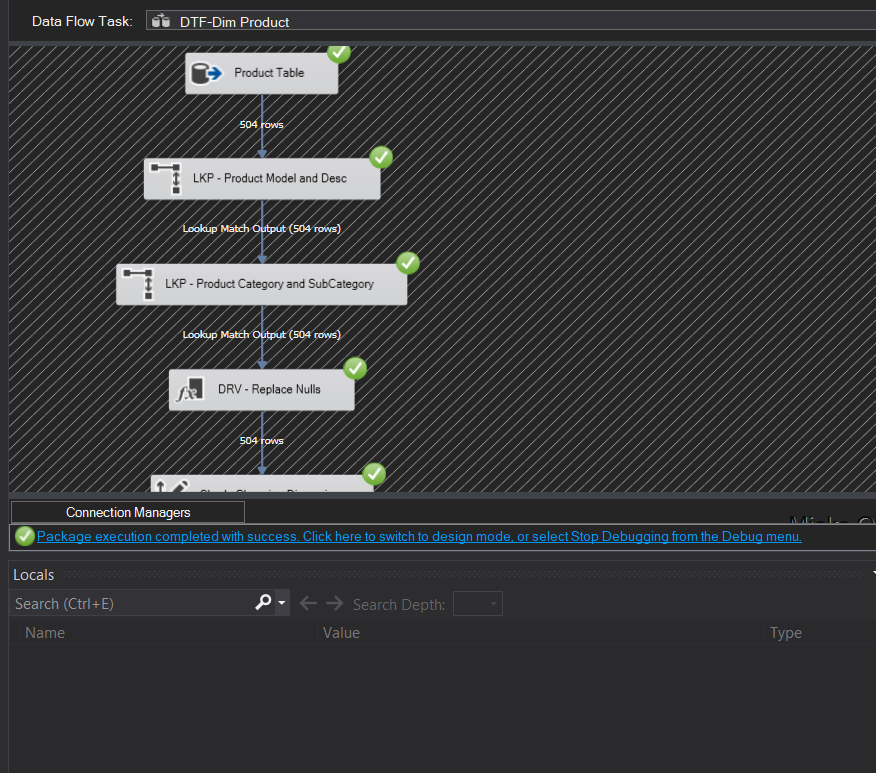 Data Flow Task: DTF-Dim Product
Product Table
504 rows
LKP - Product Model and Desc
Lookup Match Output (504 rows)
LKP - Product Category and SubCategory
Lookup Match Output (504 rows)
fx DRV - Replace Nulls
504 rows
Connection Managers
Package execution completed with success. Click here to switch to design mode, or select Stop Debugging from the Debug menu.
Locals
Search (Ctrl+E) Search Depth:
Name Value Type